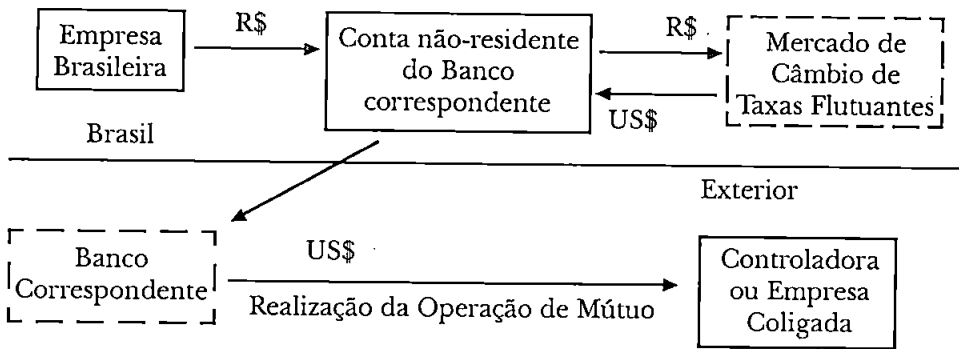 Empresa
Brasileira
R$
Conta não-residente
do Banco
correspondente
R$
US$
Mercado de
Câmbio de
Taxas Flutuantes
Brasil
Exterior
Banco
Correspondente
US$
Realização da Operação de Mútuo
Controladora
ou Empresa
Coligada